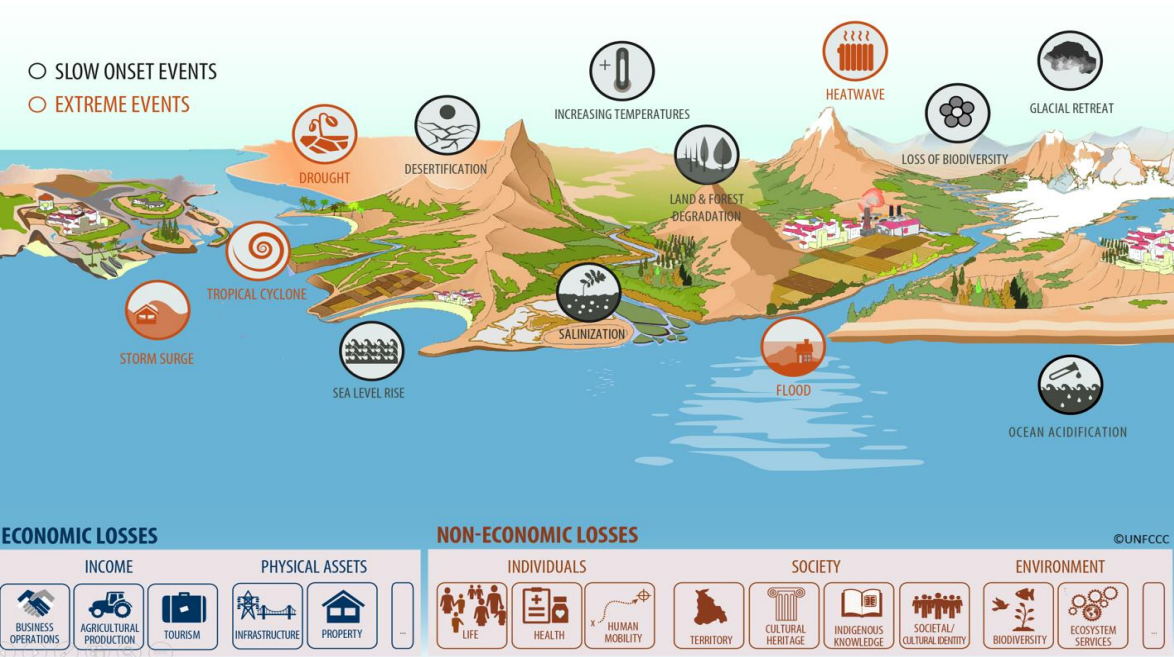 SLOW ONSET EVENTS
EXTREME EVENTS
INCREASING TEMPERATURES
HEATWAVE
GLACIAL RETREAT
DROUGHT
DESERTIFICATION
LOSS OF BIODIVERSITY
LAND & FOREST
DEGRADATION
TROPICAL CYCLONE
STORM SURGE
SALINIZATION
SEA LEVEL RISE
FLOOD
OCEAN ACIDIFICATION
ECONOMIC LOSSES
INCOME
BUSINESS
OPERATIONS
AGRICULTURAL
PRODUCTION
TOURISM
PHYSICAL ASSETS
INFRASTRUCTURE
PROPERTY
...
NON-ECONOMIC LOSSES
©UNFCCC
INDIVIDUALS
LIFE
HEALTH
X
HUMAN
MOBILITY
SOCIETY
TERRITORY
CULTURAL
HERITAGE
INDIGENOUS
KNOWLEDGE
SOCIETAL/
CULTURAL IDENTITY
ENVIRONMENT
BIODIVERSITY
ECOSYSTEM
SERVICES
...